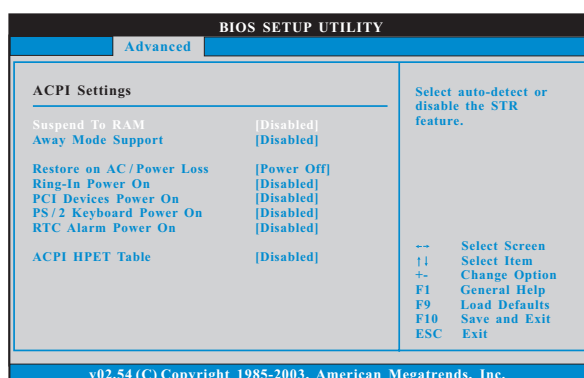 BIOS SETUP UTILITY
Advanced
ACPI Settings
Suspend To RAM [Disabled]
Away Mode Support [Disabled]
Restore on AC / Power Loss [Power Off]
Ring-In Power On [Disabled]
PCI Devices Power On [Disabled]
PS / 2 Keyboard Power On [Disabled]
RTC Alarm Power On [Disabled]
ACPI HPET Table [Disabled]
Select auto-detect or
disable the STR
feature.
←→ Select Screen
↑↓ Select Item
+- Change Option
F1 General Help
F9 Load Defaults
F10 Save and Exit
ESC Exit
v02.54 (C) Copyright 1985-2003, American Megatrends, Inc.